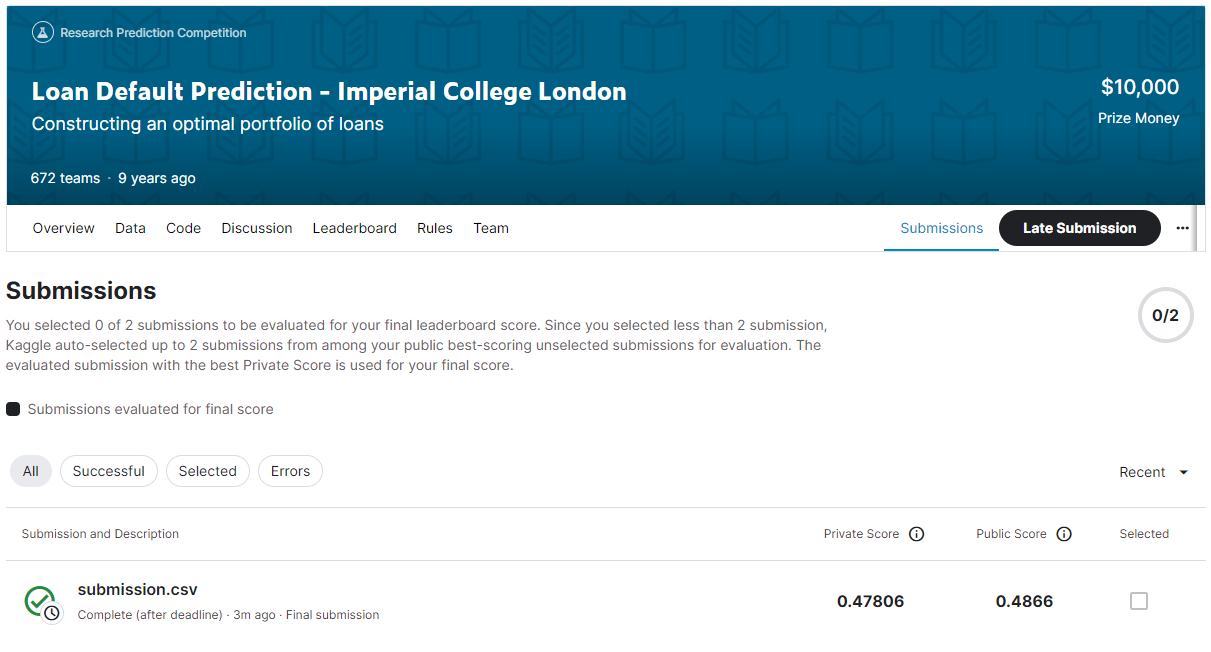 Research Prediction Competition
Loan Default Prediction - Imperial College London
Constructing an optimal portfolio of loans
$10,000
Prize Money
672 teams · 9 years ago
Overview Data Code Discussion Leaderboard Rules Team Submissions Late Submission ...
Submissions
0/2
You selected 0 of 2 submissions to be evaluated for your final leaderboard score. Since you selected less than 2 submission,
Kaggle auto-selected up to 2 submissions from among your public best-scoring unselected submissions for evaluation. The
evaluated submission with the best Private Score is used for your final score.
Submissions evaluated for final score
All Successful Selected Errors Recent
Submission and Description Private Score Public Score Selected
submission.csv
Complete (after deadline) · 3m ago · Final submission
0.47806 0.4866